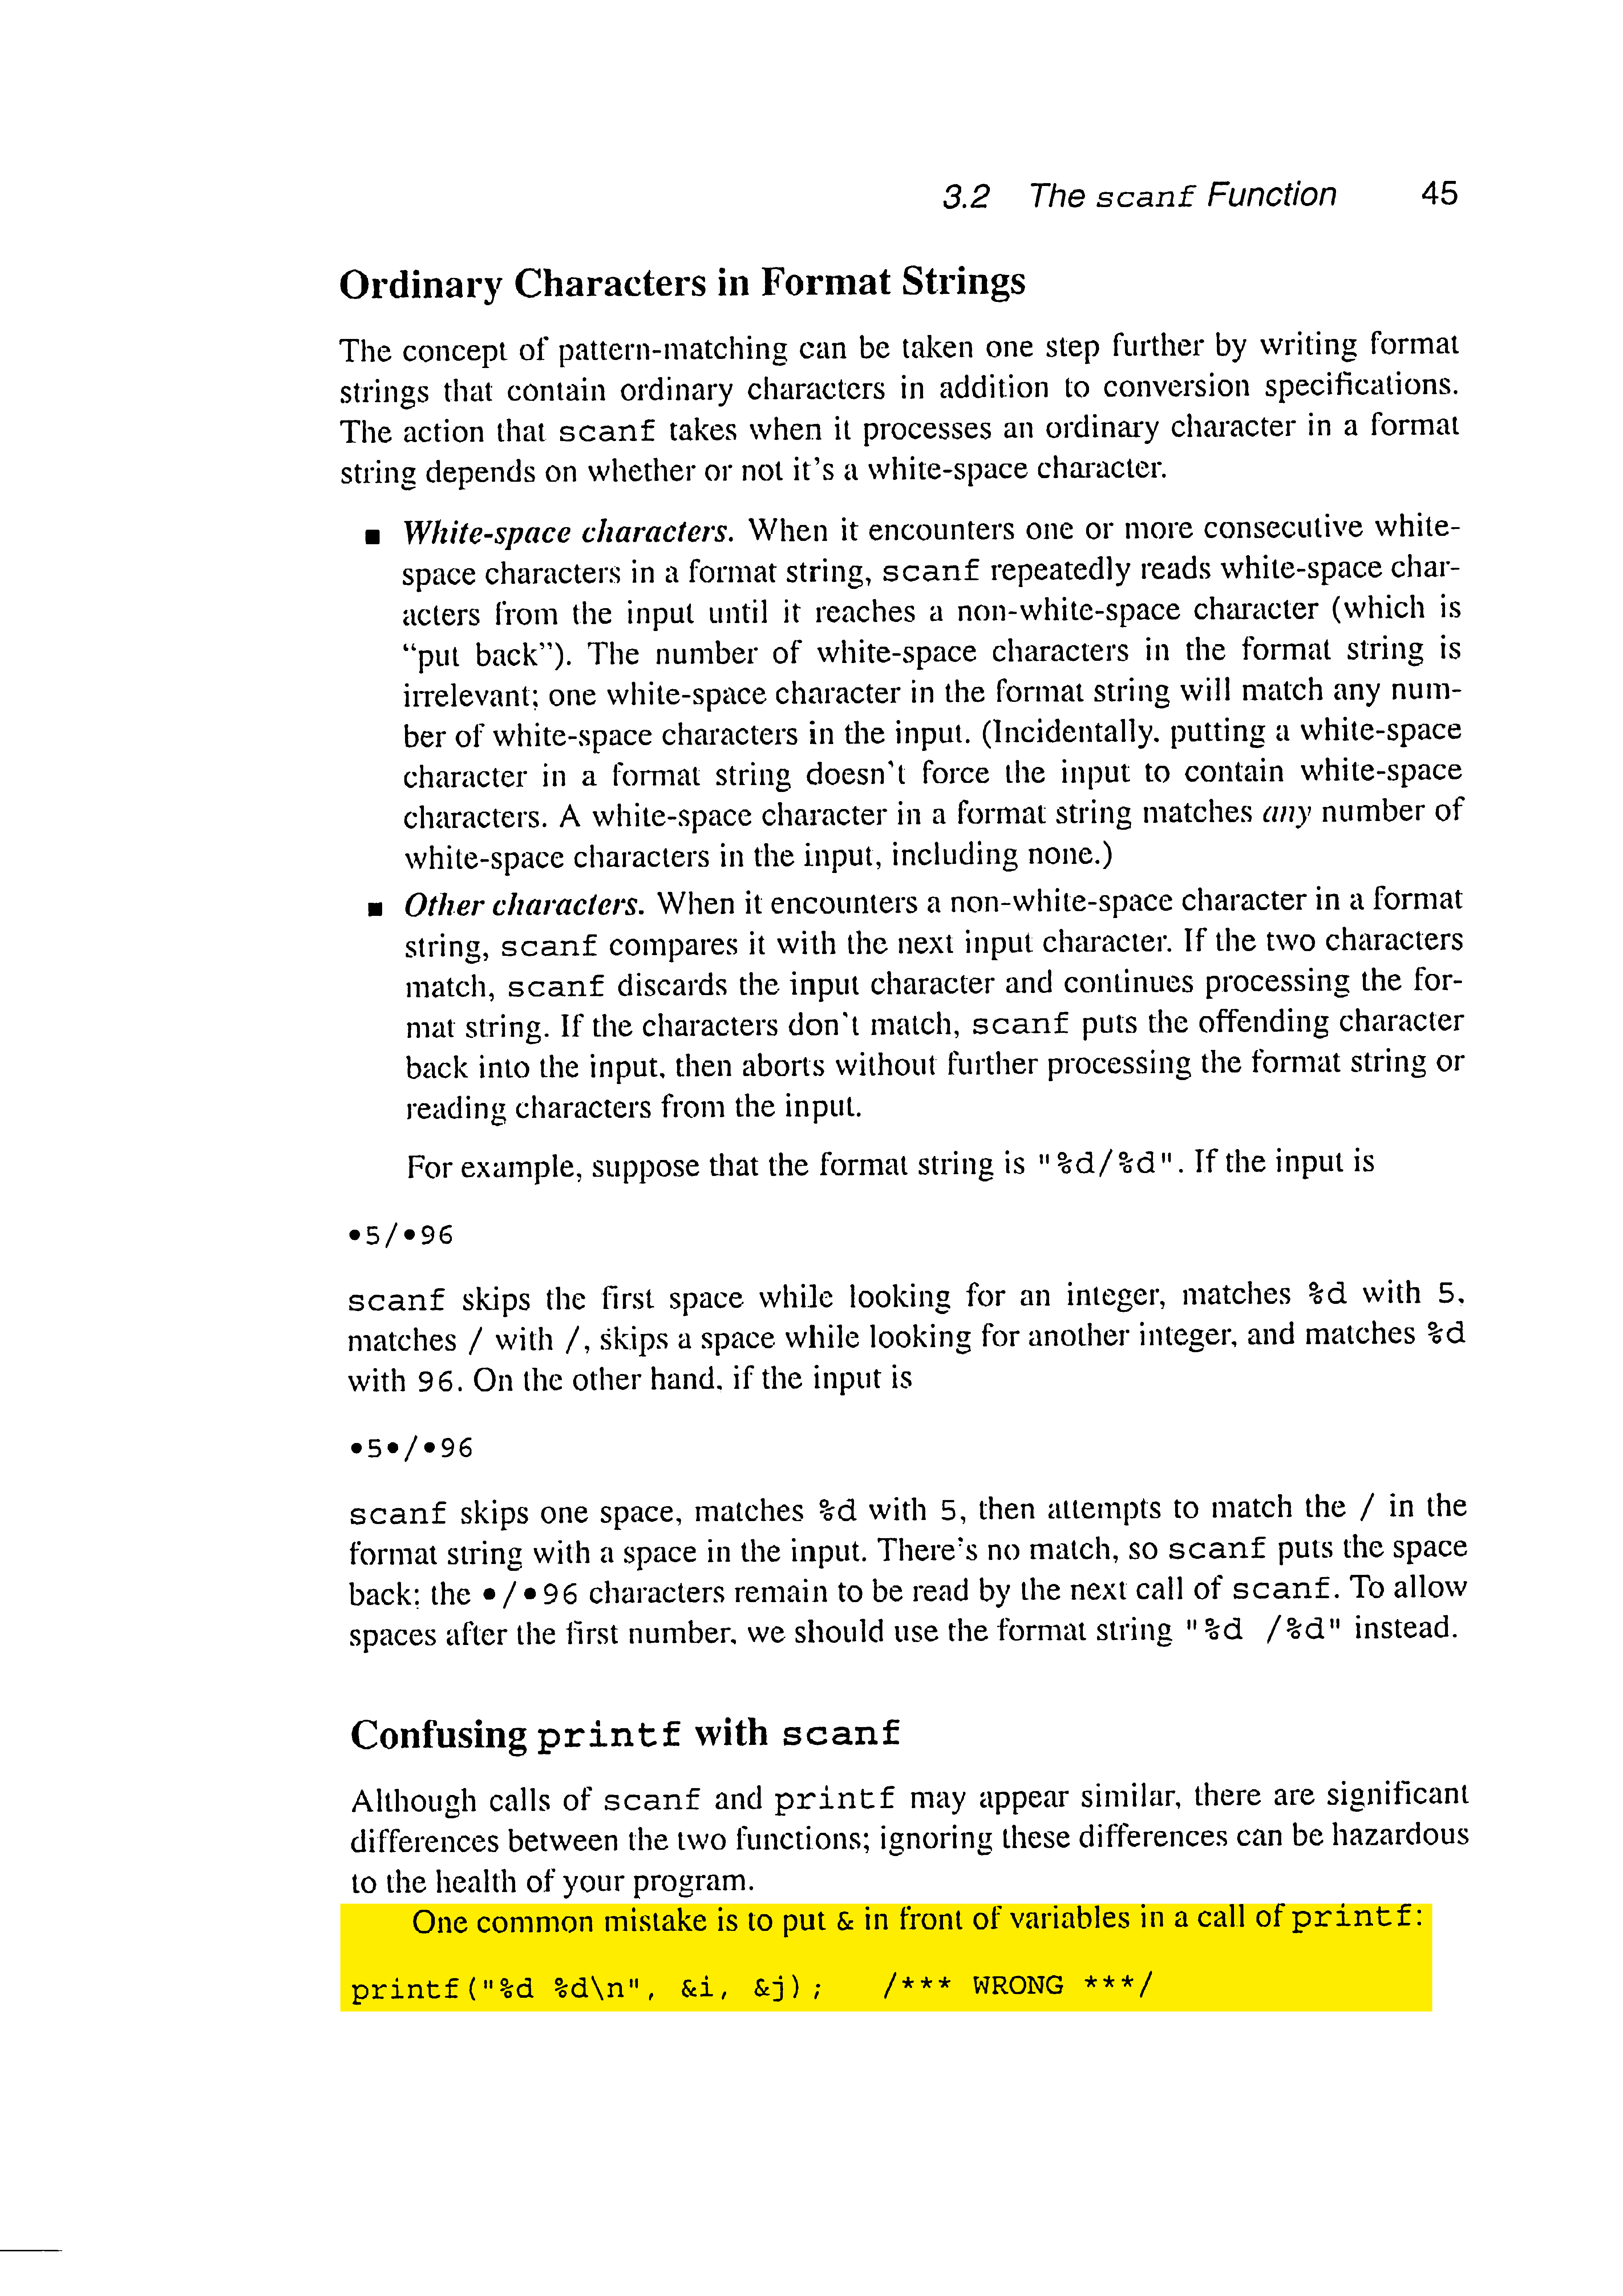 3.2 The scanf Function 45
Ordinary Characters in Format Strings
The concept of pattern-matching can be taken one step further by writing format
strings that contain ordinary characters in addition to conversion specifications.
The action that scanf takes when it processes an ordinary character in a format
string depends on whether or not it's a white-space character.
■ White-space characters. When it encounters one or more consecutive white-
space characters in a format string, scanf repeatedly reads white-space char-
acters from the input until it reaches a non-white-space character (which is
“put back”). The number of white-space characters in the format string is
irrelevant; one white-space character in the format string will match any num-
ber of white-space characters in the input. (Incidentally. putting a white-space
character in a format string doesn't force the input to contain white-space
characters. A white-space character in a format string matches any number of
white-space characters in the input, including none.)
■ Other characters. When it encounters a non-white-space character in a format
string, scanf compares it with the next input character. If the two characters
match, scanf discards the input character and continues processing the for-
mat string. If the characters don't match, scanf puts the offending character
back into the input, then aborts without further processing the format string or
reading characters from the input.
For example, suppose that the format string is "%d/%d". If the input is
•5/•96
scanf skips the first space while looking for an integer, matches %d with 5,
matches / with /, skips a space while looking for another integer, and matches %d
with 96. On the other hand, if the input is
•5•/•96
scanf skips one space, matches %d with 5, then attempts to match the / in the
format string with a space in the input. There's no match, so scanf puts the space
back; the •/•96 characters remain to be read by the next call of scanf. To allow
spaces after the first number, we should use the format string "%d /%d" instead.
Confusing printf with scanf
Although calls of scanf and printf may appear similar, there are significant
differences between the two functions; ignoring these differences can be hazardous
to the health of your program.
One common mistake is to put & in front of variables in a call of printf:
printf("%d %d\n", &i, &j); /*** WRONG ***/